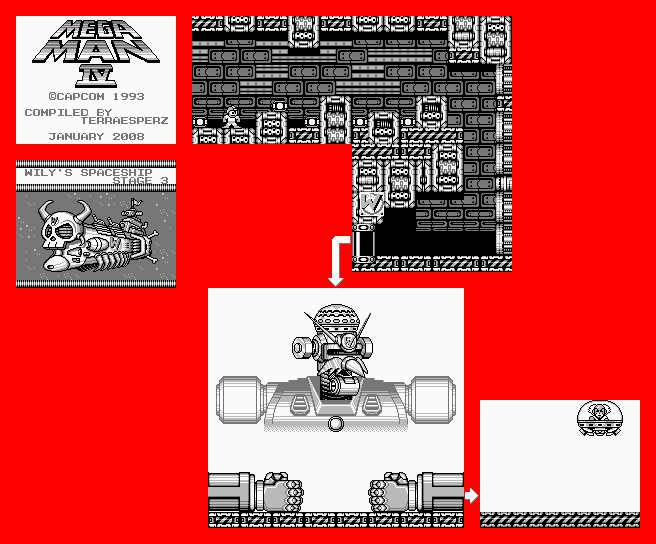 MEGA
MAN
IV
©CAPCOM 1993
COMPILED BY
TERRAESPERZ
JANUARY 2008
WILY'S SPACESHIP
STAGE 3
W
W